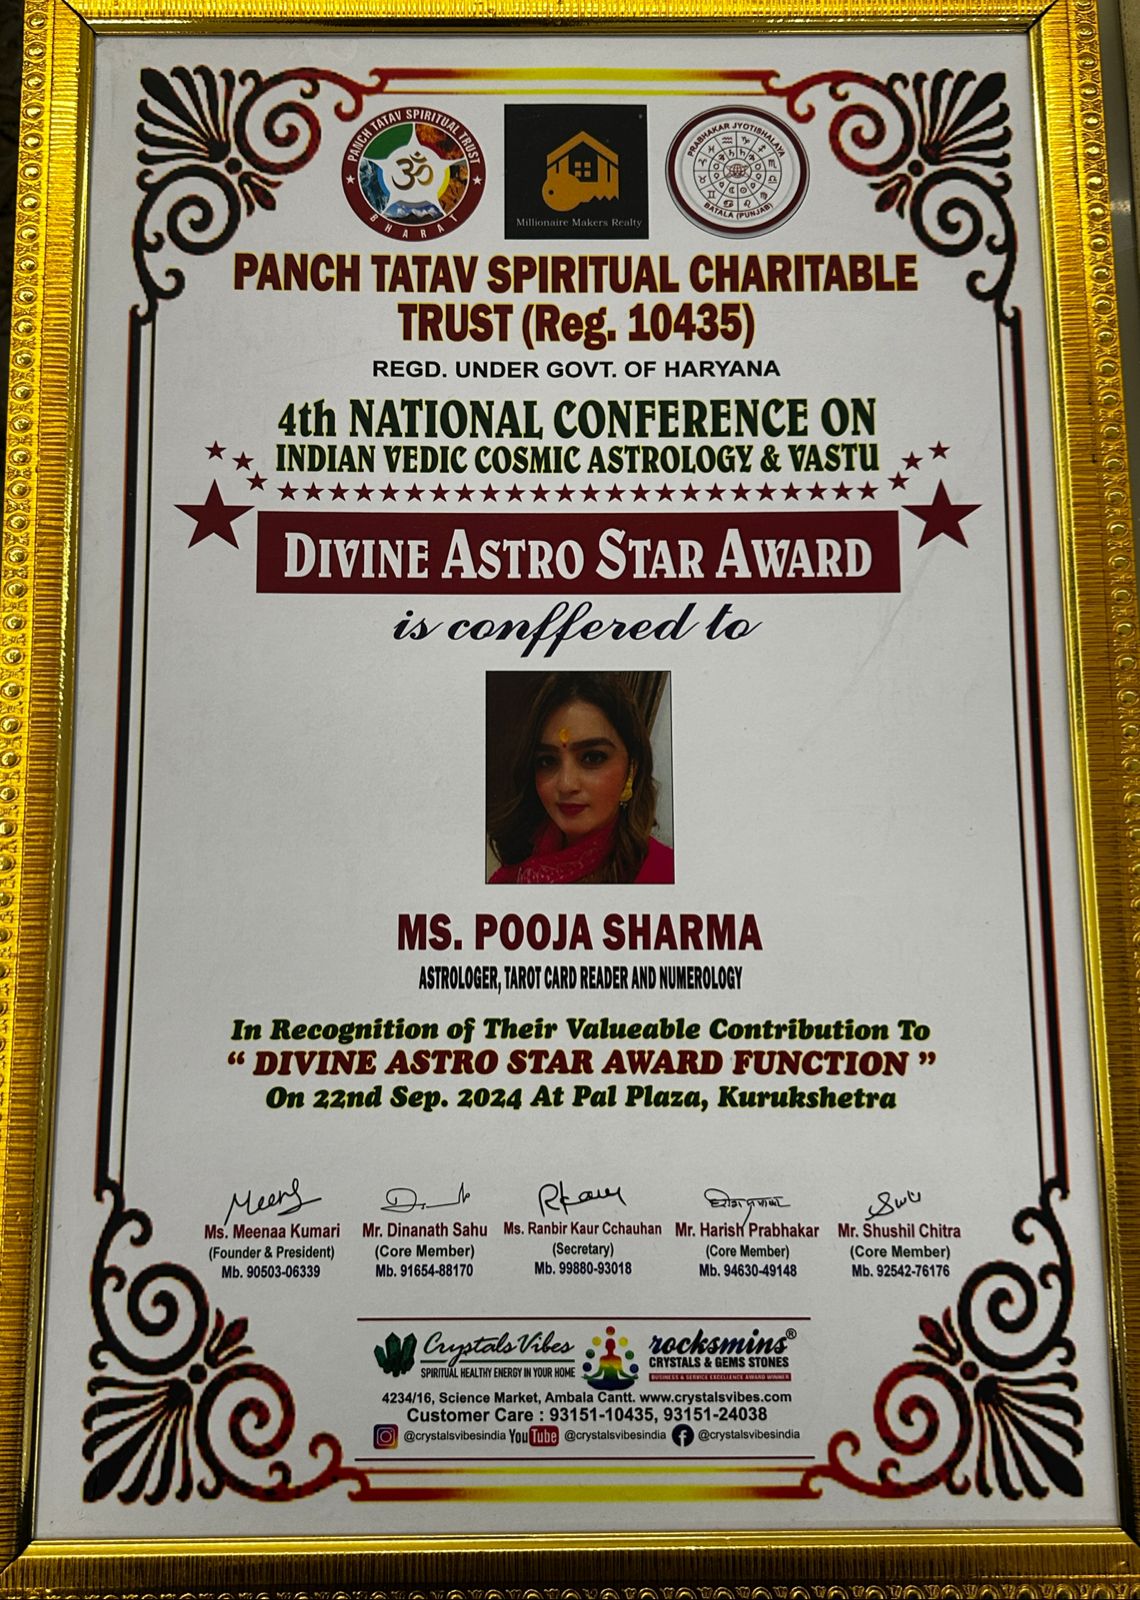 PANCH TATAV SPIRITUAL TRUST
BHARAT
ॐ
Millionaire Makers Realty
PRABHAKAR JYOTISHALAYA
BATALA (PUNJAB)
PANCH TATAV SPIRITUAL CHARITABLE
TRUST (Reg. 10435)
REGD. UNDER GOVT. OF HARYANA
4th NATIONAL CONFERENCE ON
INDIAN VEDIC COSMIC ASTROLOGY & VASTU
DIVINE ASTRO STAR AWARD
is conffered to
MS. POOJA SHARMA
ASTROLOGER, TAROT CARD READER AND NUMEROLOGY
In Recognition of Their Valueable Contribution To
“ DIVINE ASTRO STAR AWARD FUNCTION ”
On 22nd Sep. 2024 At Pal Plaza, Kurukshetra
Ms. Meenaa Kumari Mr. Dinanath Sahu Ms. Ranbir Kaur Cchauhan Mr. Harish Prabhakar Mr. Shushil Chitra
(Founder & President) (Core Member) (Secretary) (Core Member) (Core Member)
Mb. 90503-06339 Mb. 91654-88170 Mb. 99880-93018 Mb. 94630-49148 Mb. 92542-76176
Crystals Vibes rocksmins®
SPIRITUAL HEALTHY ENERGY IN YOUR HOME CRYSTALS & GEMS STONES
BUSINESS & SERVICE EXCELLENCE AWARD WINNER
4234/16, Science Market, Ambala Cantt. www.crystalsvibes.com
Customer Care : 93151-10435, 93151-24038
@crystalsvibesindia YouTube @crystalsvibesindia @crystalsvibesindia